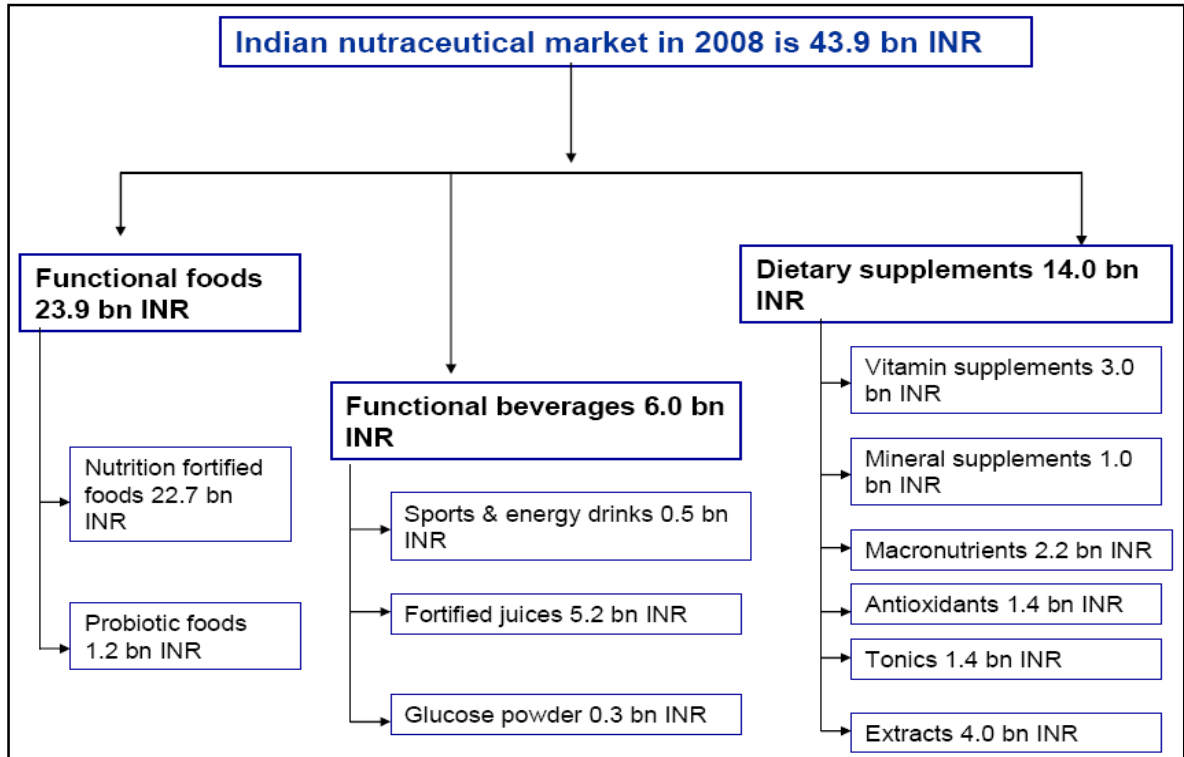 Indian nutraceutical market in 2008 is 43.9 bn INR
Functional foods
23.9 bn INR
Nutrition fortified
foods 22.7 bn
INR
Probiotic foods
1.2 bn INR
Functional beverages 6.0 bn
INR
Sports & energy drinks 0.5 bn
INR
Fortified juices 5.2 bn INR
Glucose powder 0.3 bn INR
Dietary supplements 14.0 bn
INR
Vitamin supplements 3.0
bn INR
Mineral supplements 1.0
bn INR
Macronutrients 2.2 bn INR
Antioxidants 1.4 bn INR
Tonics 1.4 bn INR
Extracts 4.0 bn INR